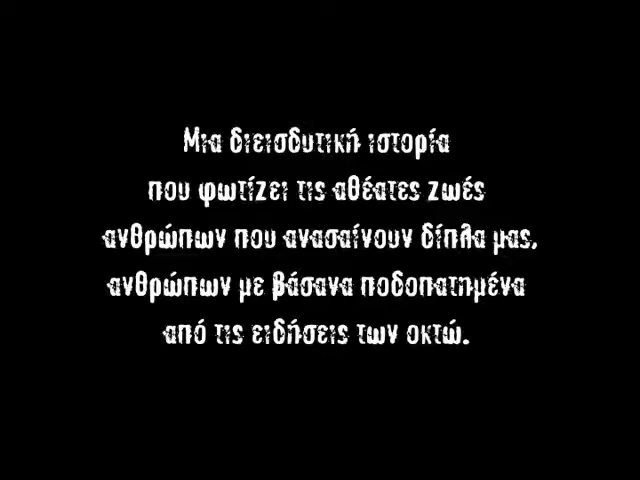 Μια διεισδυτική ιστορία
που φωτίζει τις αθέατες ζωές
ανθρώπων που ανασαίνουν δίπλα μας,
ανθρώπων με βάσανα ποδοπατημένα
από τις ειδήσεις των οκτώ.